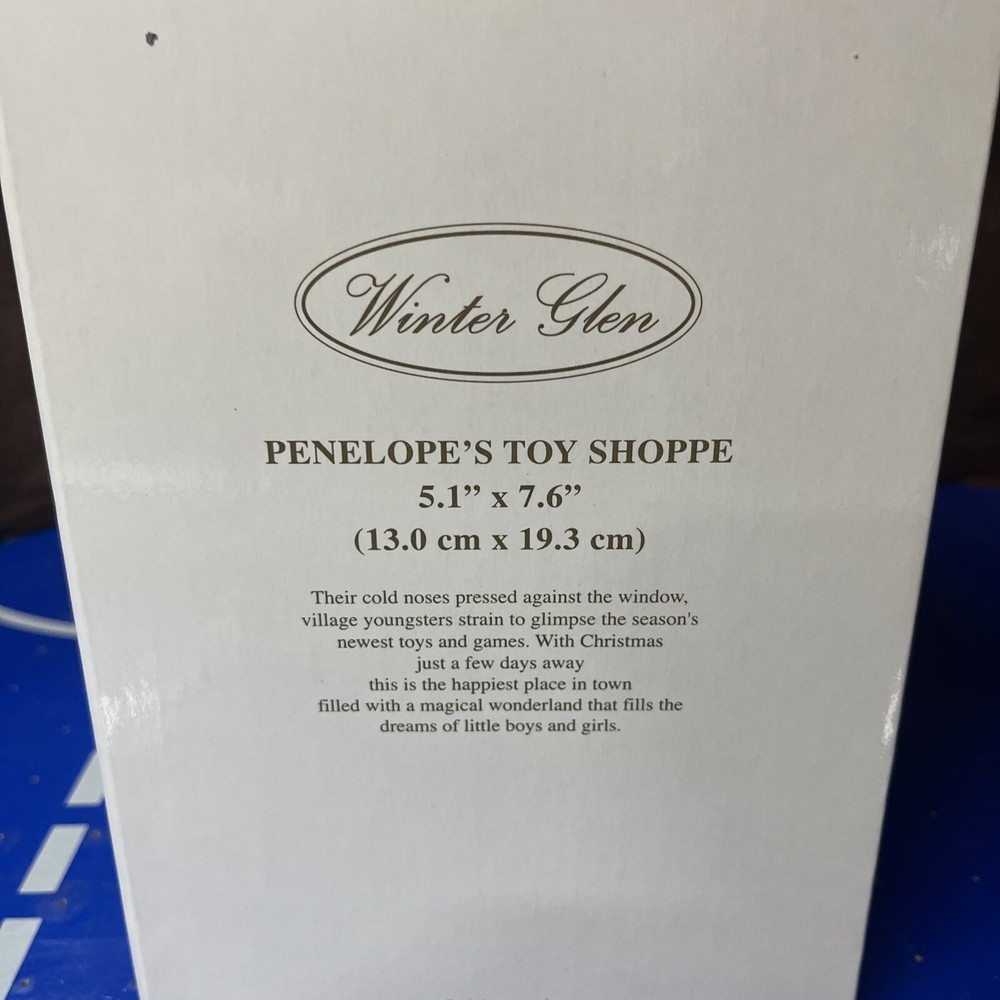 Winter Glen
PENELOPE'S TOY SHOPPE
5.1” x 7.6”
(13.0 cm x 19.3 cm)
Their cold noses pressed against the window,
village youngsters strain to glimpse the season's
newest toys and games. With Christmas
just a few days away
this is the happiest place in town
filled with a magical wonderland that fills the
dreams of little boys and girls.